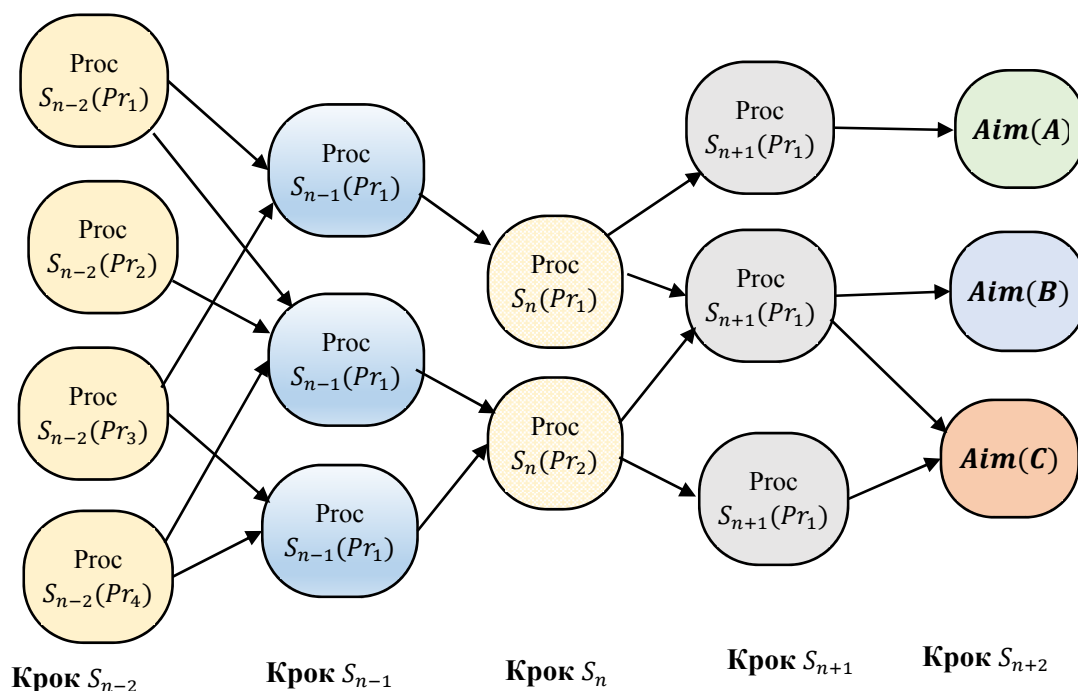 Proc
S_{n-2}(Pr_1)
Proc
S_{n-2}(Pr_2)
Proc
S_{n-2}(Pr_3)
Proc
S_{n-2}(Pr_4)
Proc
S_{n-1}(Pr_1)
Proc
S_{n-1}(Pr_1)
Proc
S_{n-1}(Pr_1)
Proc
S_n(Pr_1)
Proc
S_n(Pr_2)
Proc
S_{n+1}(Pr_1)
Proc
S_{n+1}(Pr_1)
Proc
S_{n+1}(Pr_1)
Aim(A)
Aim(B)
Aim(C)
Крок S_{n-2}
Крок S_{n-1}
Крок S_n
Крок S_{n+1}
Крок S_{n+2}